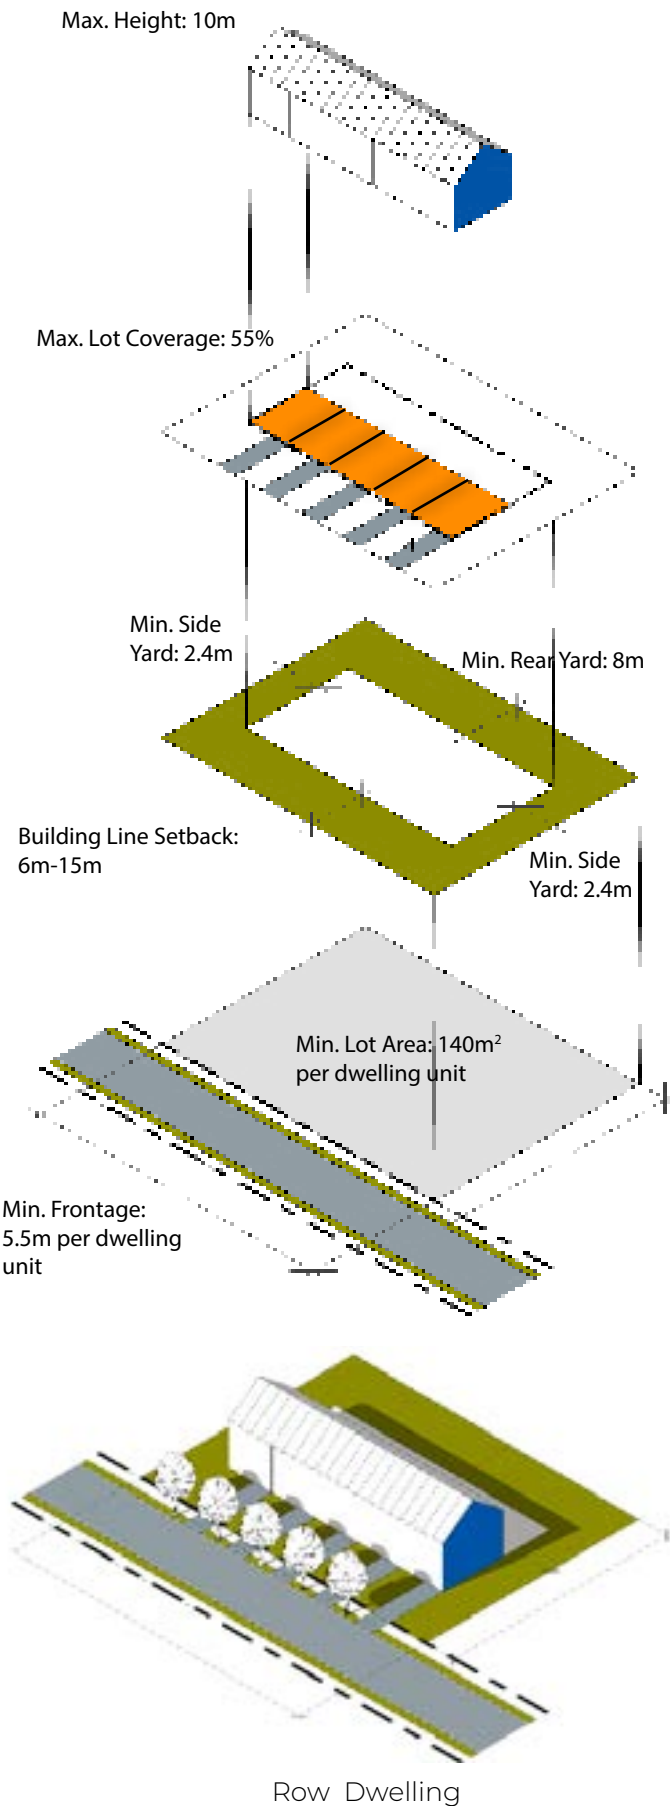 Max. Height: 10m
Max. Lot Coverage: 55%
Min. Side
Yard: 2.4m
Min. Rear Yard: 8m
Building Line Setback:
6m-15m
Min. Side
Yard: 2.4m
Min. Lot Area: 140m²
per dwelling unit
Min. Frontage:
5.5m per dwelling
unit
Row Dwelling